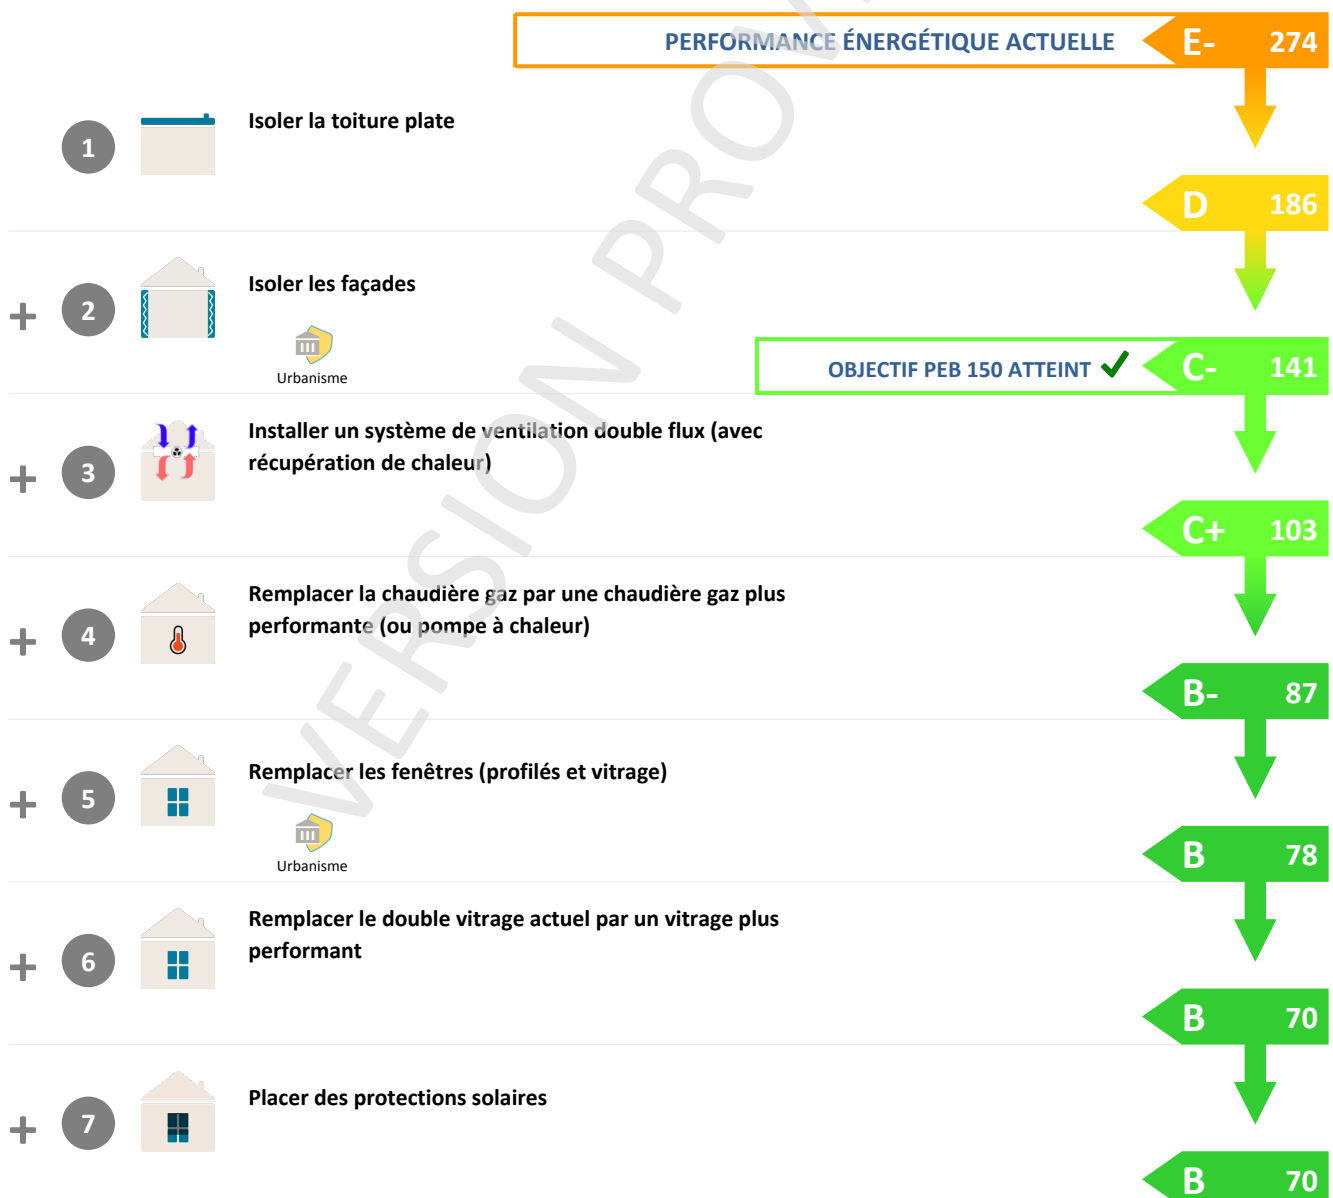 PERFORMANCE ÉNERGÉTIQUE ACTUELLE E- 274
1 Isoler la toiture plate
D 186
+ 2 Isoler les façades
Urbanisme
OBJECTIF PEB 150 ATTEINT ✓ C- 141
+ 3 Installer un système de ventilation double flux (avec
récupération de chaleur)
C+ 103
+ 4 Remplacer la chaudière gaz par une chaudière gaz plus
performante (ou pompe à chaleur)
B- 87
+ 5 Remplacer les fenêtres (profilés et vitrage)
Urbanisme
B 78
+ 6 Remplacer le double vitrage actuel par un vitrage plus
performant
B 70
+ 7 Placer des protections solaires
B 70
VERSION PROV